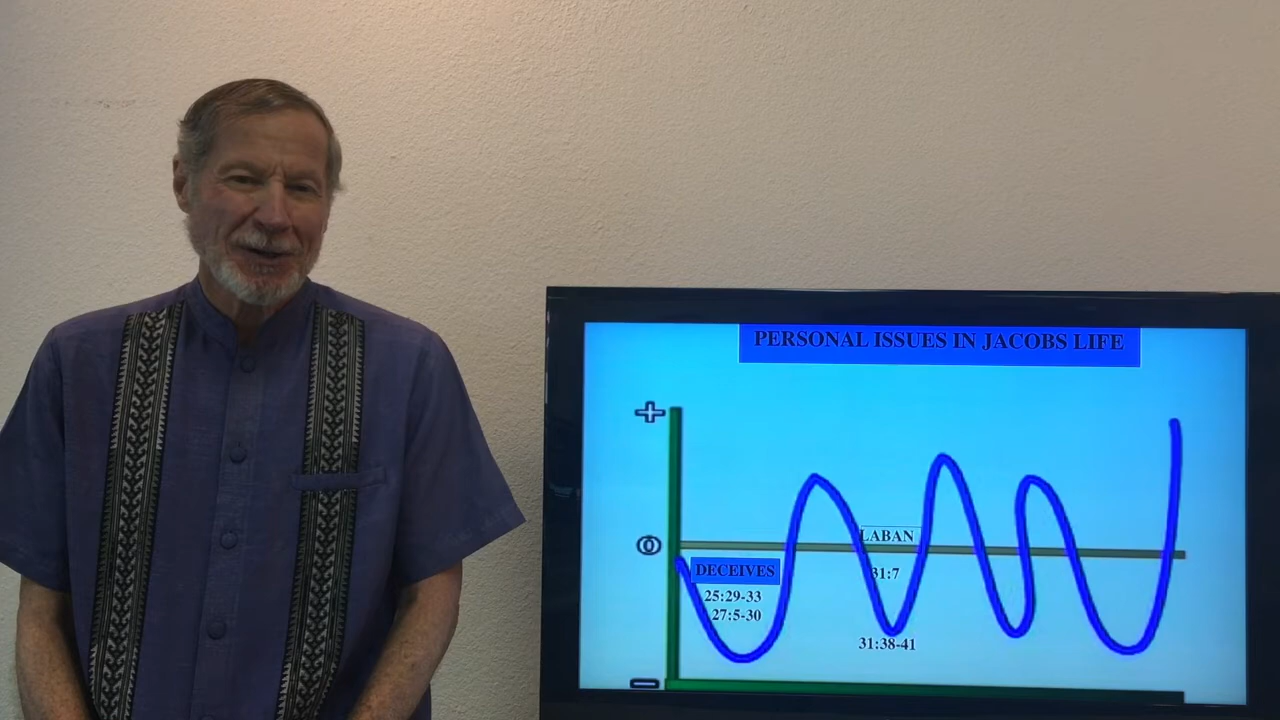 PERSONAL ISSUES IN JACOBS LIFE
+
0
LABAN
DECEIVES
31:7
25:29-33
27:5-30
31:38-41
-